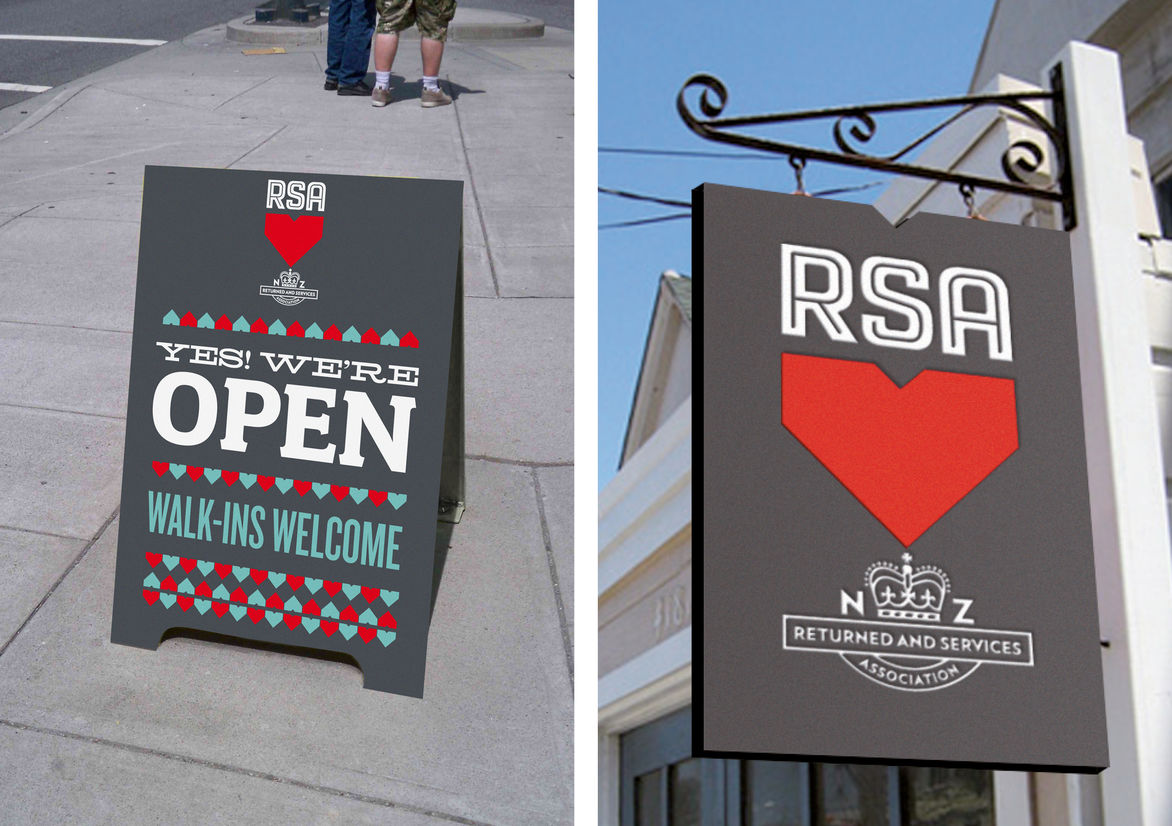 RSA
N Z
RETURNED AND SERVICES
ASSOCIATION
YES! WE'RE
OPEN
WALK-INS WELCOME
RSA
N Z
RETURNED AND SERVICES
ASSOCIATION